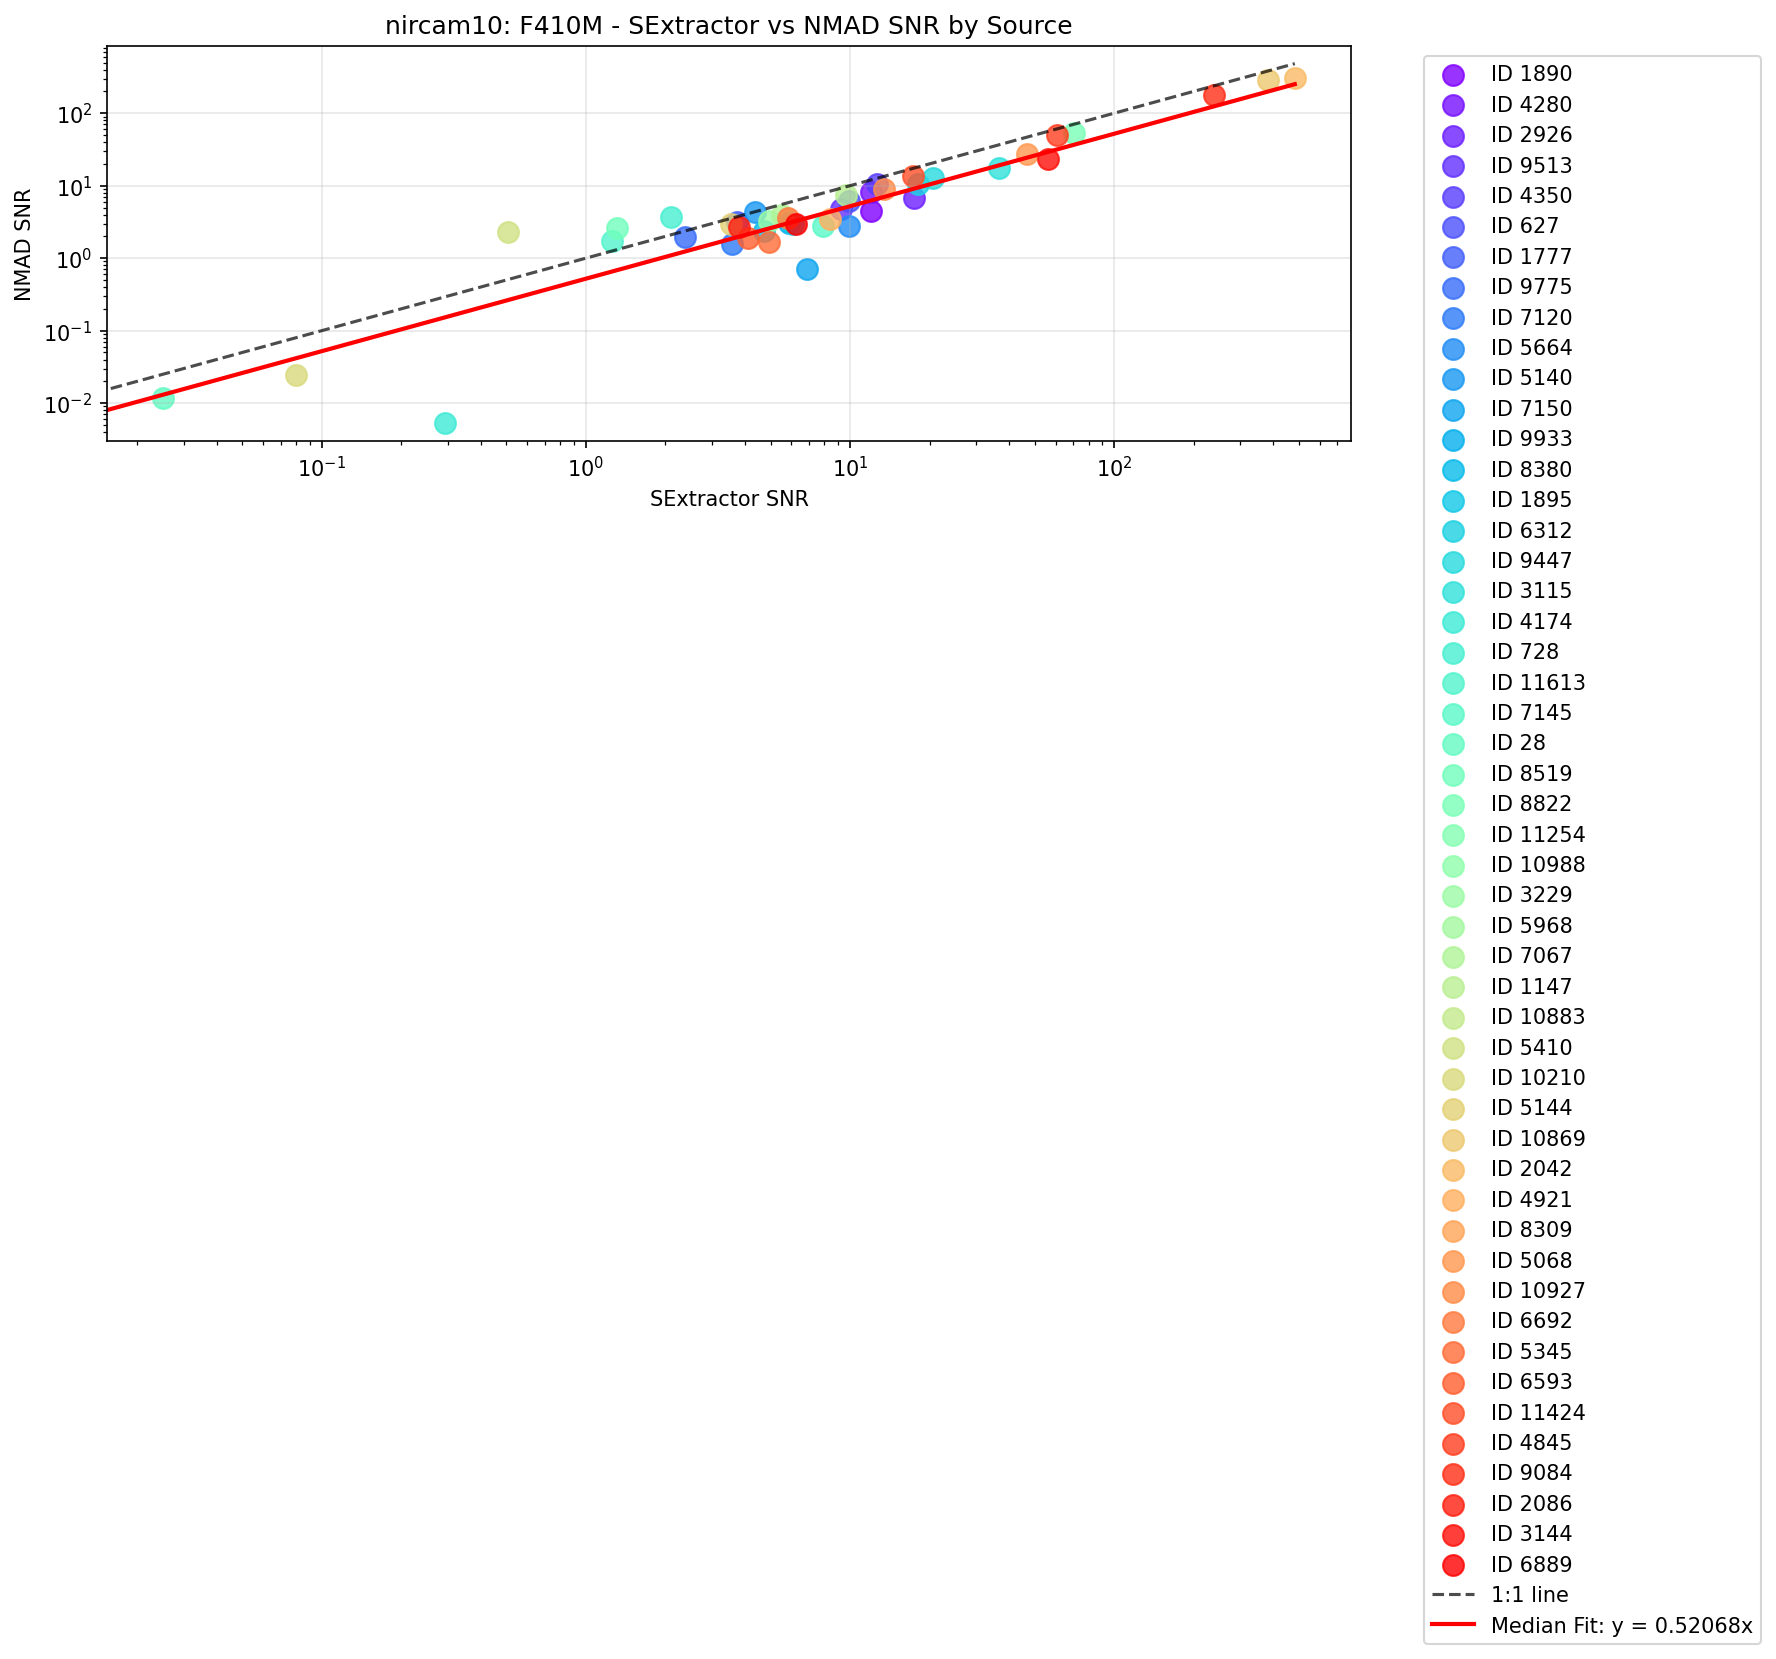 nircam10: F410M - SExtractor vs NMAD SNR by Source
NMAD SNR
10²
10¹
10⁰
10⁻¹
10⁻²
10⁻¹
10⁰
10¹
10²
SExtractor SNR
ID 1890
ID 4280
ID 2926
ID 9513
ID 4350
ID 627
ID 1777
ID 9775
ID 7120
ID 5664
ID 5140
ID 7150
ID 9933
ID 8380
ID 1895
ID 6312
ID 9447
ID 3115
ID 4174
ID 728
ID 11613
ID 7145
ID 28
ID 8519
ID 8822
ID 11254
ID 10988
ID 3229
ID 5968
ID 7067
ID 1147
ID 10883
ID 5410
ID 10210
ID 5144
ID 10869
ID 2042
ID 4921
ID 8309
ID 5068
ID 10927
ID 6692
ID 5345
ID 6593
ID 11424
ID 4845
ID 9084
ID 2086
ID 3144
ID 6889
1:1 line
Median Fit: y = 0.52068x